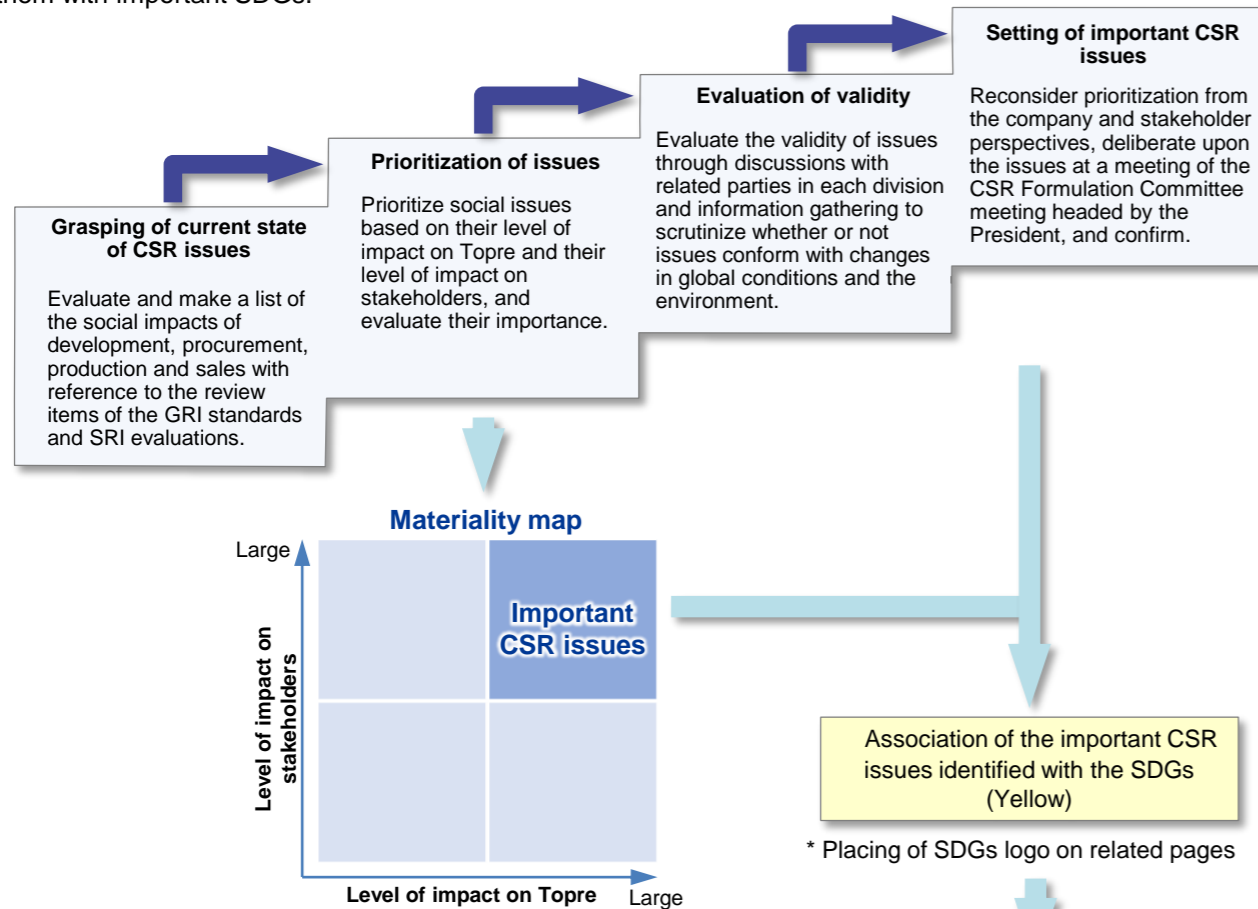 them with important SDGs.
Setting of important CSR
issues
Reconsider prioritization from
the company and stakeholder
perspectives, deliberate upon
the issues at a meeting of the
CSR Formulation Committee
meeting headed by the
President, and confirm.
Evaluation of validity
Evaluate the validity of issues
through discussions with
related parties in each division
and information gathering to
scrutinize whether or not
issues conform with changes
in global conditions and the
environment.
Prioritization of issues
Prioritize social issues
based on their level of
impact on Topre and their
level of impact on
stakeholders, and
evaluate their importance.
Grasping of current state
of CSR issues
Evaluate and make a list of
the social impacts of
development, procurement,
production and sales with
reference to the review
items of the GRI standards
and SRI evaluations.
Materiality map
Large
Important
CSR issues
Level of impact on
stakeholders
Level of impact on Topre
Large
Association of the important CSR
issues identified with the SDGs
(Yellow)
* Placing of SDGs logo on related pages